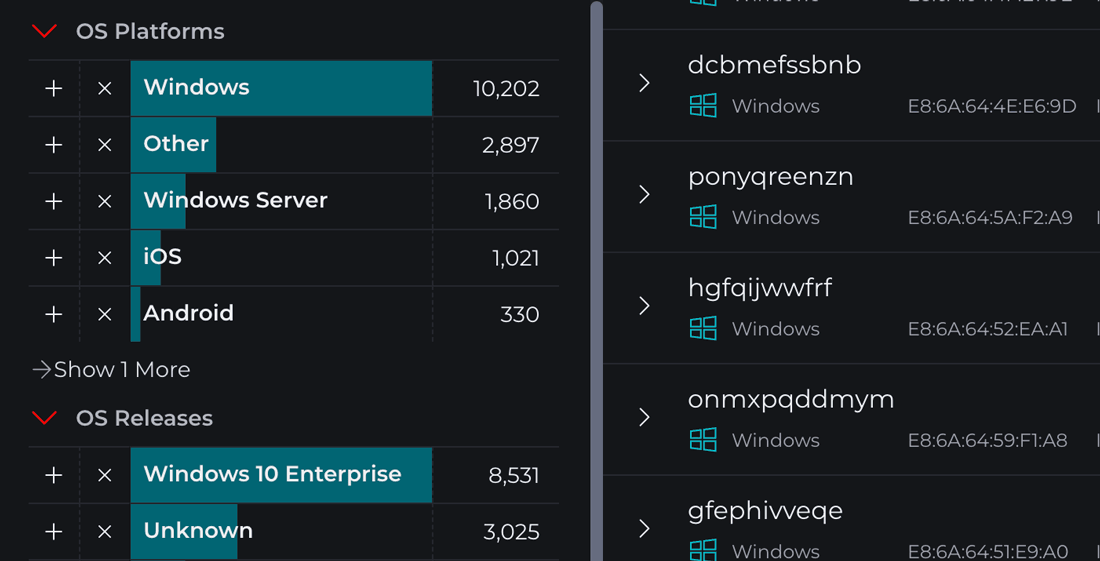 OS Platforms
Windows 10,202
Other 2,897
Windows Server 1,860
iOS 1,021
Android 330
→Show 1 More
OS Releases
Windows 10 Enterprise 8,531
Unknown 3,025
dcbmefssbnb
Windows E8:6A:64:4E:E6:9D
ponyqreenzn
Windows E8:6A:64:5A:F2:A9
hgfqijwwfrf
Windows E8:6A:64:52:EA:A1
onmxpqddmym
Windows E8:6A:64:59:F1:A8
gfephivveqe
Windows E8:6A:64:51:E9:A0